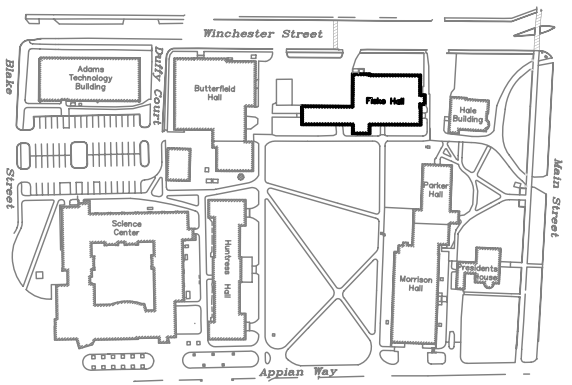 Winchester Street
Blake
Street
Adams
Technology
Building
Duffy Court
Butterfield
Hall
Fiske Hall
Hale
Building
Main Street
Parker
Hall
Science
Center
Huntress Hall
Morrison
Hall
Presidents
House
Appian Way